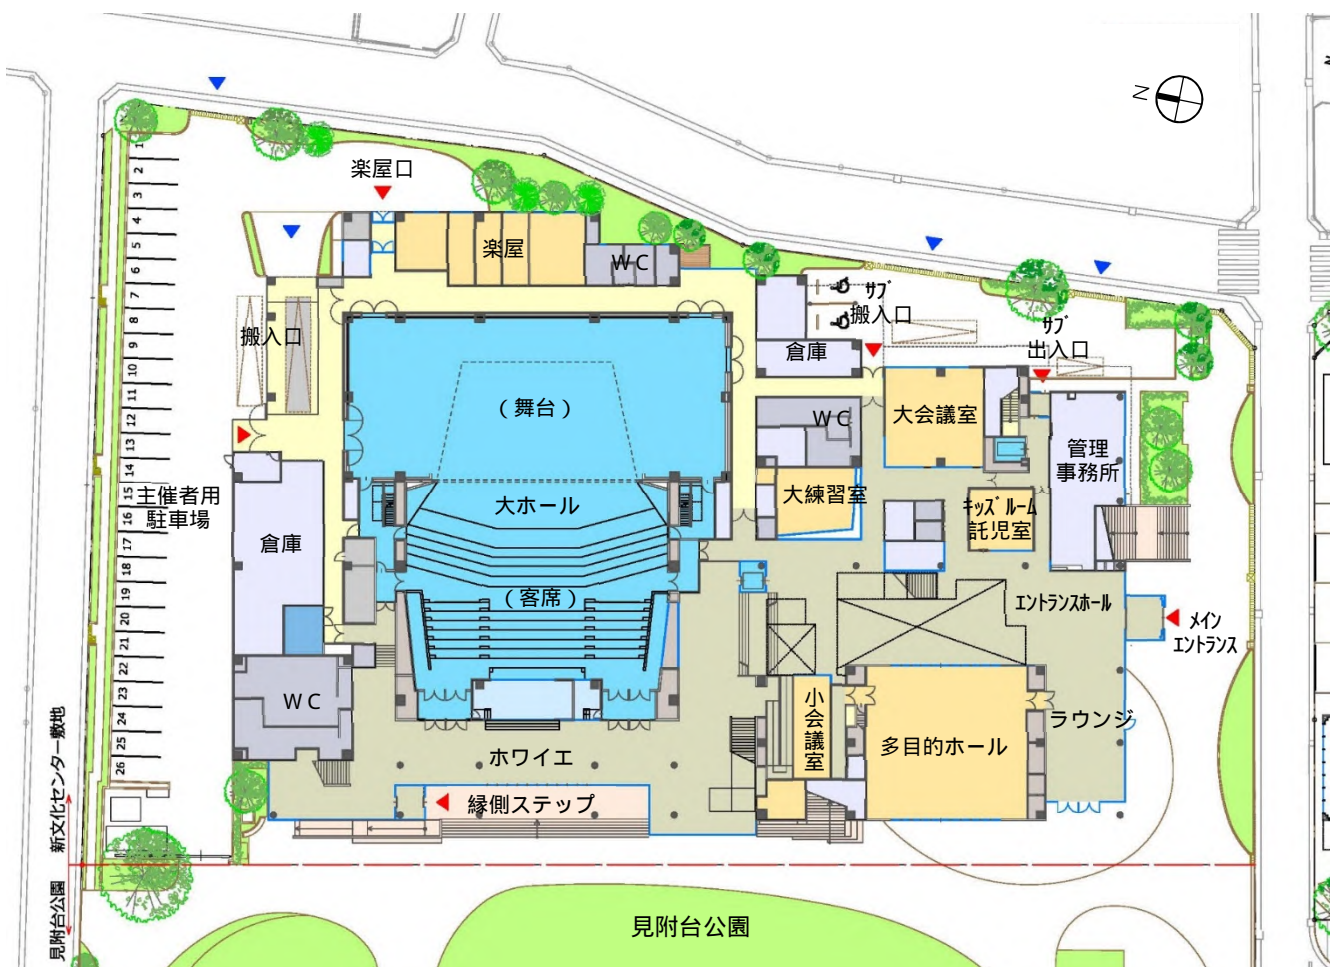 N
楽屋口
楽屋
WC
搬入口
サブ
搬入口
倉庫
サブ
出入口
(舞台)
WC
大会議室
管理
事務所
大練習室
大ホール
キッズルーム
託児室
主催者用
駐車場
倉庫
(客席)
エントランスホール
メイン
エントランス
WC
小会議室
多目的ホール
ラウンジ
ホワイエ
縁側ステップ
見附台公園
新文化センター敷地
見附台公園
1
2
3
4
5
6
7
8
9
10
11
12
13
14
15
16
17
18
19
20
21
22
23
24
25
26